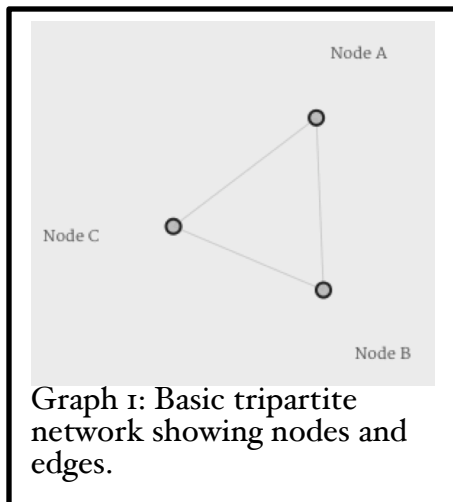 Node A
Node C
Node B
Graph 1: Basic tripartite
network showing nodes and
edges.